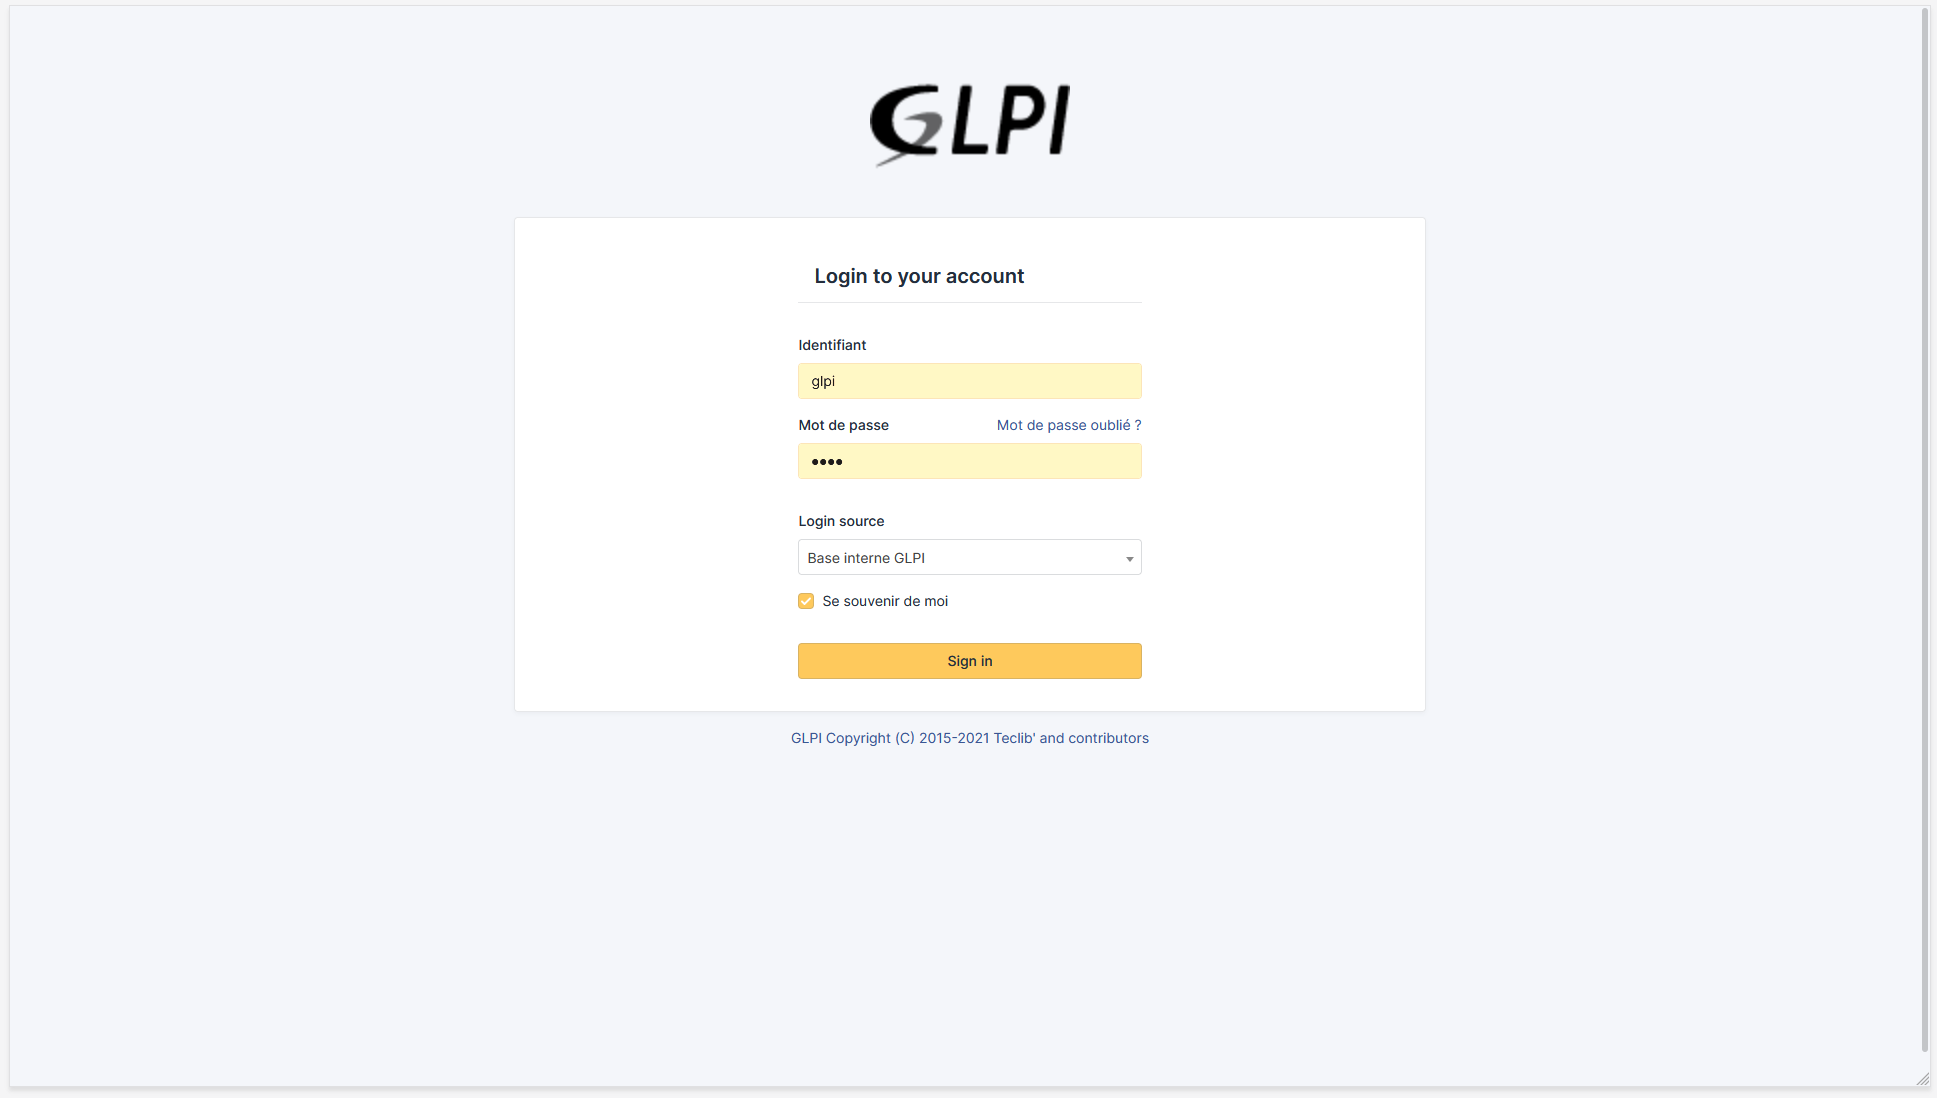 GLPI
Login to your account
Identifiant
glpi
Mot de passe
Mot de passe oublié ?
••••
Login source
Base interne GLPI
Se souvenir de moi
Sign in
GLPI Copyright (C) 2015-2021 Teclib' and contributors